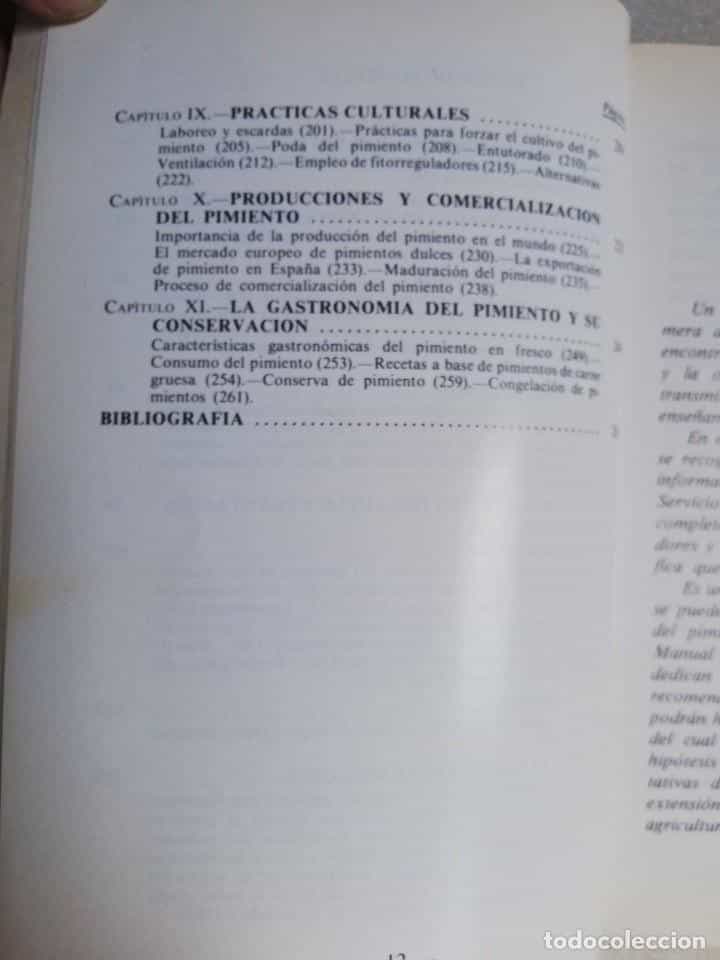 CAPÍTULO IX.—PRACTICAS CULTURALES ..................
Laboreo y escardas (201).—Prácticas para forzar el cultivo del pi-
miento (205).—Poda del pimiento (208).—Entutorado (210).—
Ventilación (212).—Empleo de fitorreguladores (215).—Alternativas
(222).
CAPÍTULO X.—PRODUCCIONES Y COMERCIALIZACION
DEL PIMIENTO ..................
Importancia de la producción del pimiento en el mundo (225).—
El mercado europeo de pimientos dulces (230).—La exportación
de pimiento en España (233).—Maduración del pimiento (235).—
Proceso de comercialización del pimiento (238).
CAPÍTULO XI.—LA GASTRONOMIA DEL PIMIENTO Y SU
CONSERVACION ..................
Características gastronómicas del pimiento en fresco (249).—
Consumo del pimiento (253).—Recetas a base de pimientos de carne
gruesa (254).—Conserva de pimiento (259).—Congelación de pi-
mientos (261).
BIBLIOGRAFIA ..................
12
Un
mera
encontr
y la
transmi
enseñan
En
se recog
informa
Servicio
complet
dores y
fica que
Es un
se puede
del pimi
Manual
dedican
recomen
podrán h
del cual
hipótesis
tativas d
extensión
agricultur
todocoleccion